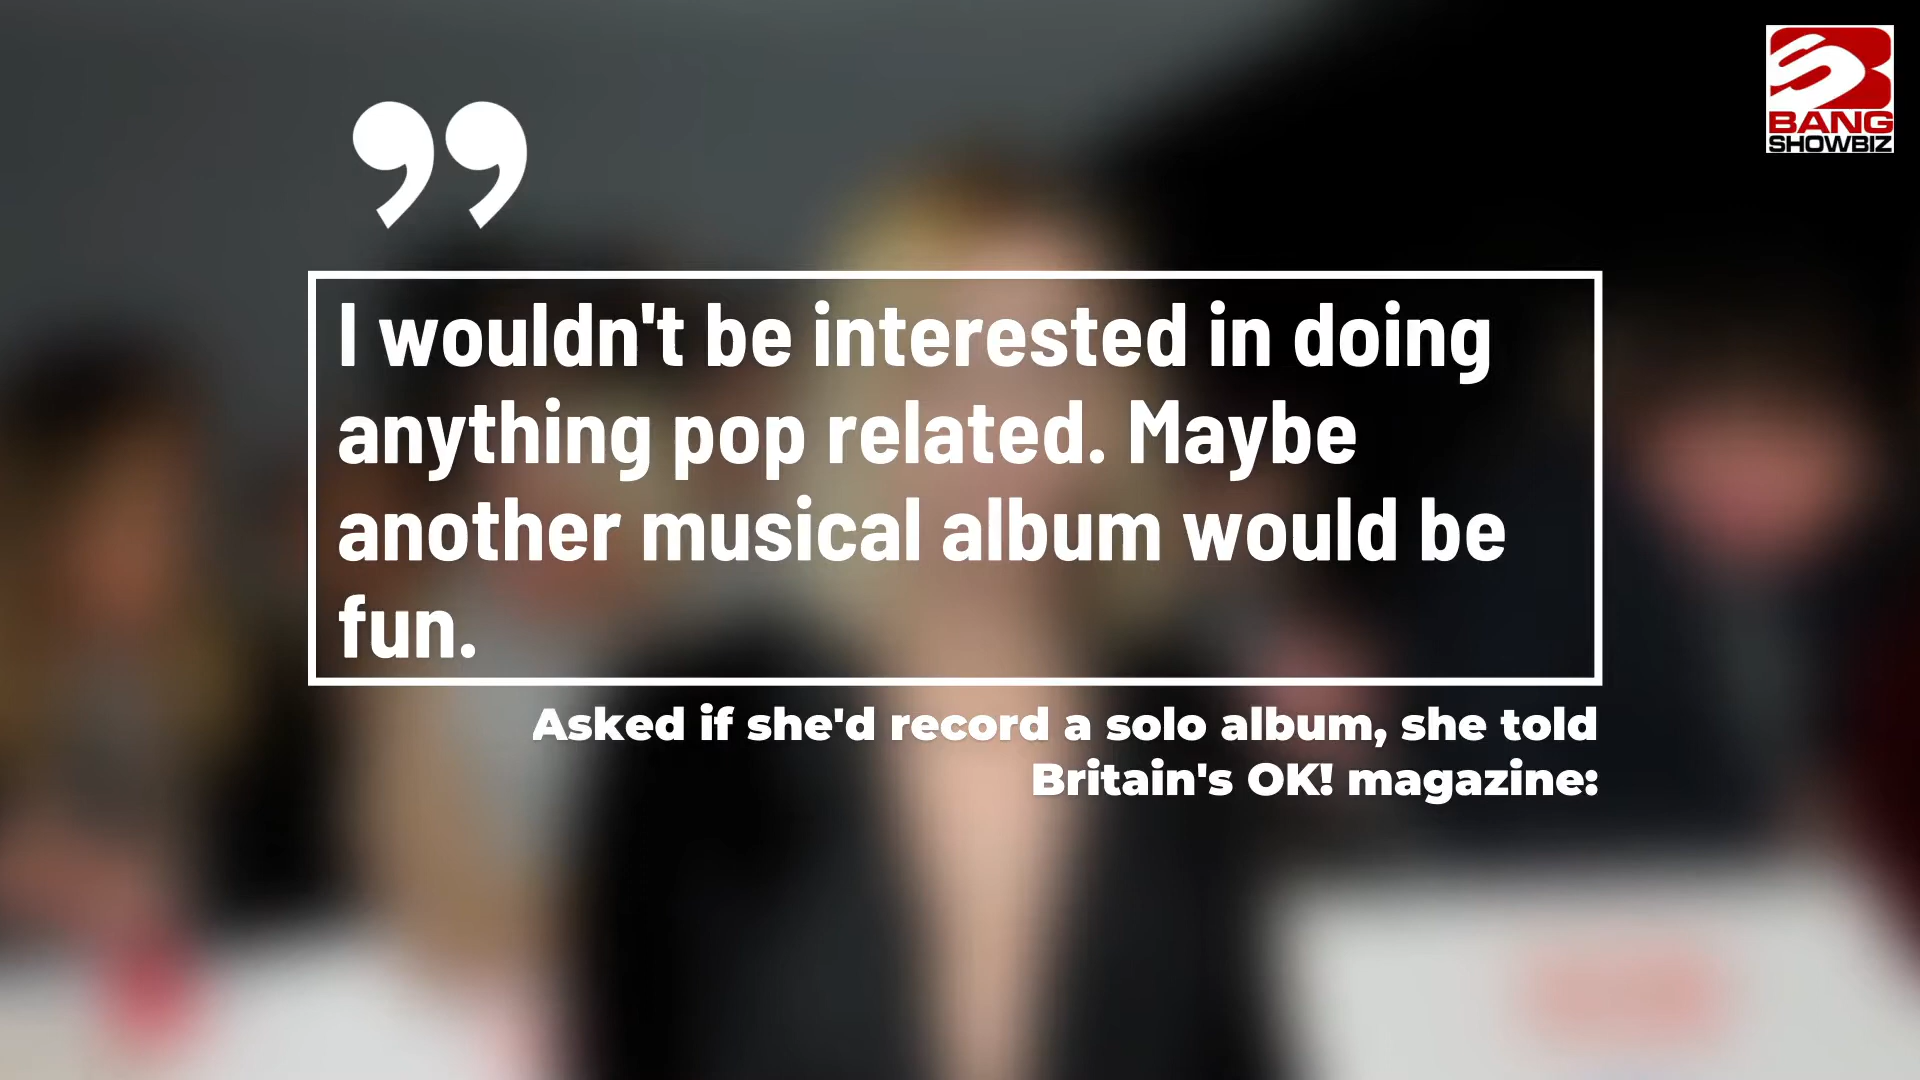 BANG
SHOWBIZ
”
I wouldn't be interested in doing
anything pop related. Maybe
another musical album would be
fun.
Asked if she'd record a solo album, she told
Britain's OK! magazine: